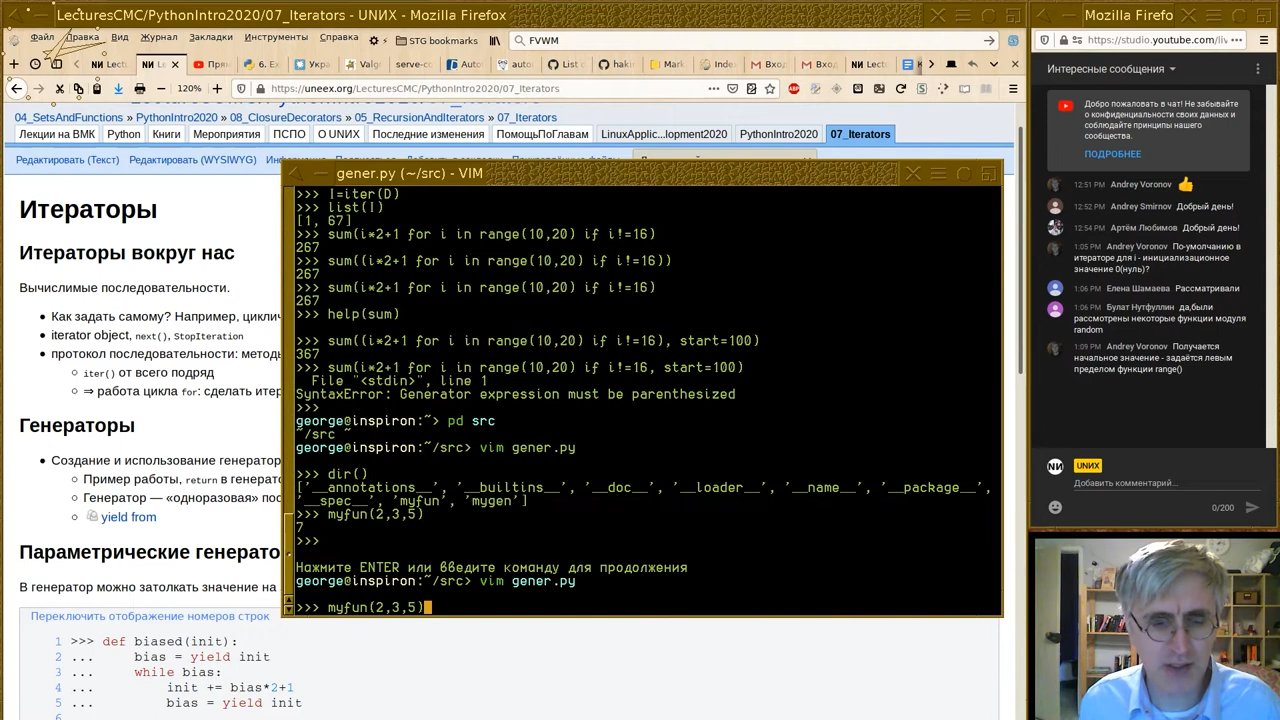 LecturesCMC/PythonIntro2020/07_Iterators - UNИX - Mozilla Firefox
Файл Правка Вид Журнал Закладки Инструменты Справка STG bookmarks FVWM
120% https://uneex.org/LecturesCMC/PythonIntro2020/07_Iterators
04_SetsAndFunctions PythonIntro2020 08_ClosureDecorators 05_RecursionAndIterators 07_Iterators
Лекции на ВМК Python Книги Мероприятия ПСПО О UNIX Последние изменения ПомощьПоГлавам LinuxApplic...lopment2020 PythonIntro2020 07_Iterators
Редактировать (Текст) Редактировать (WYSIWYG)
Итераторы
Итераторы вокруг нас
Вычислимые последовательности.
Как задать самому? Например, циклич
iterator object, next(), StopIteration
протокол последовательности: методы
iter() от всего подряд
⇒ работа цикла for: сделать итер
Генераторы
Создание и использование генератор
Пример работы, return в генерато
Генератор — «одноразовая» пос
yield from
Параметрические генерато
В генератор можно затолкать значение на
Переключить отображение номеров строк
1 >>> def biased(init):
2 ... bias = yield init
3 ... while bias:
4 ... init += bias*2+1
5 ... bias = yield init
6
gener.py (~/src) - VIM
>>> I=iter(D)
>>> list(I)
[1, 67]
>>> sum(i*2+1 for i in range(10,20) if i!=16)
267
>>> sum((i*2+1 for i in range(10,20) if i!=16))
267
>>> sum(i*2+1 for i in range(10,20) if i!=16)
267
>>> help(sum)
>>> sum((i*2+1 for i in range(10,20) if i!=16), start=100)
367
>>> sum(i*2+1 for i in range(10,20) if i!=16, start=100)
File "<stdin>", line 1
SyntaxError: Generator expression must be parenthesized
>>>
george@inspiron:~> pd src
~/src ~
george@inspiron:~/src> vim gener.py
>>> dir()
['__annotations__', '__builtins__', '__doc__', '__loader__', '__name__', '__package__',
'__spec__', 'myfun', 'mygen']
>>> myfun(2,3,5)
7
>>>
Нажмите ENTER или введите команду для продолжения
george@inspiron:~/src> vim gener.py
>>> myfun(2,3,5)
Mozilla Firefo
https://studio.youtube.com/liv
Интересные сообщения
Добро пожаловать в чат! Не забывайте
о конфиденциальности своих данных и
соблюдайте принципы нашего
сообщества.
ПОДРОБНЕЕ
12:51 PM Andrey Voronov
12:52 PM Andrey Smirnov Добрый день!
12:54 PM Артём Любимов Добрый день!
1:05 PM Andrey Voronov По-умолчанию в
итераторе для i - инициализационное
значение 0(нуль)?
1:06 PM Елена Шамаева Рассматривали
1:06 PM Булат Нутфуллин да,были
рассмотрены некоторые функции модуля
random
1:09 PM Andrey Voronov Получается
начальное значение - задаётся левым
пределом функции range()
NИ UNИX
Добавить комментарий...
0/200